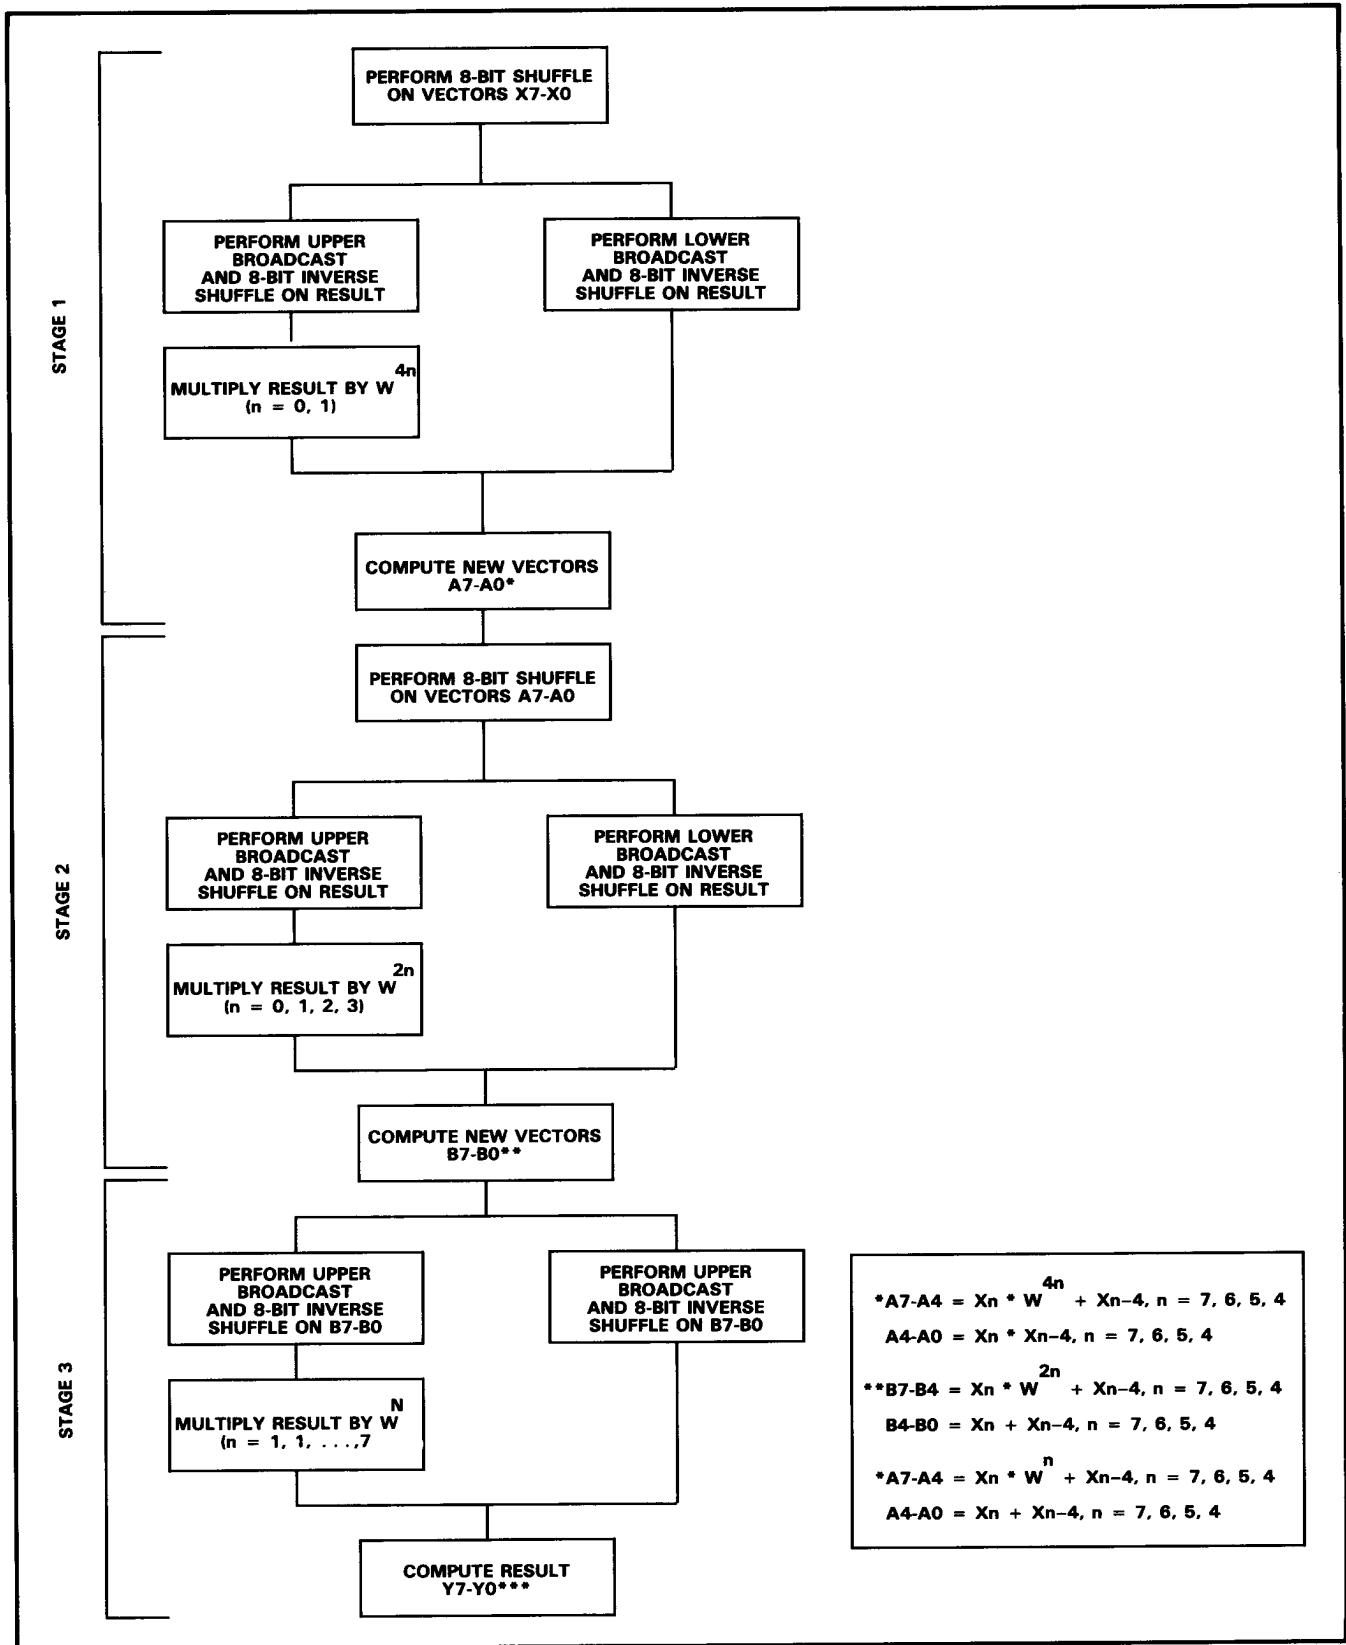 STAGE 1
PERFORM 8-BIT SHUFFLE
ON VECTORS X7-X0
PERFORM UPPER
BROADCAST
AND 8-BIT INVERSE
SHUFFLE ON RESULT
PERFORM LOWER
BROADCAST
AND 8-BIT INVERSE
SHUFFLE ON RESULT
MULTIPLY RESULT BY W^4n
(n = 0, 1)
COMPUTE NEW VECTORS
A7-A0*
STAGE 2
PERFORM 8-BIT SHUFFLE
ON VECTORS A7-A0
PERFORM UPPER
BROADCAST
AND 8-BIT INVERSE
SHUFFLE ON RESULT
PERFORM LOWER
BROADCAST
AND 8-BIT INVERSE
SHUFFLE ON RESULT
MULTIPLY RESULT BY W^2n
(n = 0, 1, 2, 3)
COMPUTE NEW VECTORS
B7-B0**
STAGE 3
PERFORM UPPER
BROADCAST
AND 8-BIT INVERSE
SHUFFLE ON B7-B0
PERFORM UPPER
BROADCAST
AND 8-BIT INVERSE
SHUFFLE ON B7-B0
MULTIPLY RESULT BY W^N
(n = 1, 1, . . .,7
COMPUTE RESULT
Y7-Y0***
*A7-A4 = Xn * W^4n + Xn-4, n = 7, 6, 5, 4
A4-A0 = Xn * Xn-4, n = 7, 6, 5, 4
**B7-B4 = Xn * W^2n + Xn-4, n = 7, 6, 5, 4
B4-B0 = Xn + Xn-4, n = 7, 6, 5, 4
*A7-A4 = Xn * W^n + Xn-4, n = 7, 6, 5, 4
A4-A0 = Xn + Xn-4, n = 7, 6, 5, 4